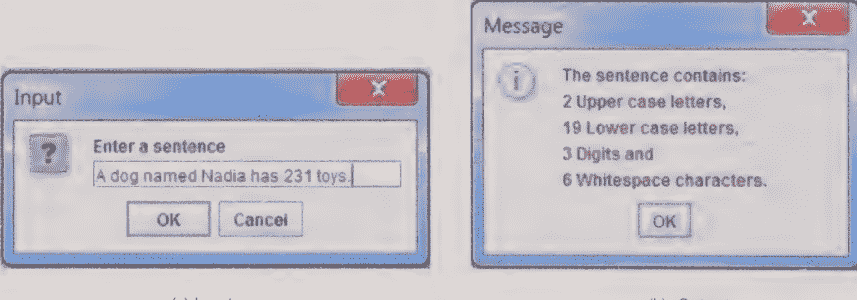 Input
Enter a sentence
A dog named Nadia has 231 toys.
OK
Cancel
Message
The sentence contains:
2 Upper case letters,
19 Lower case letters,
3 Digits and
6 Whitespace characters.
OK